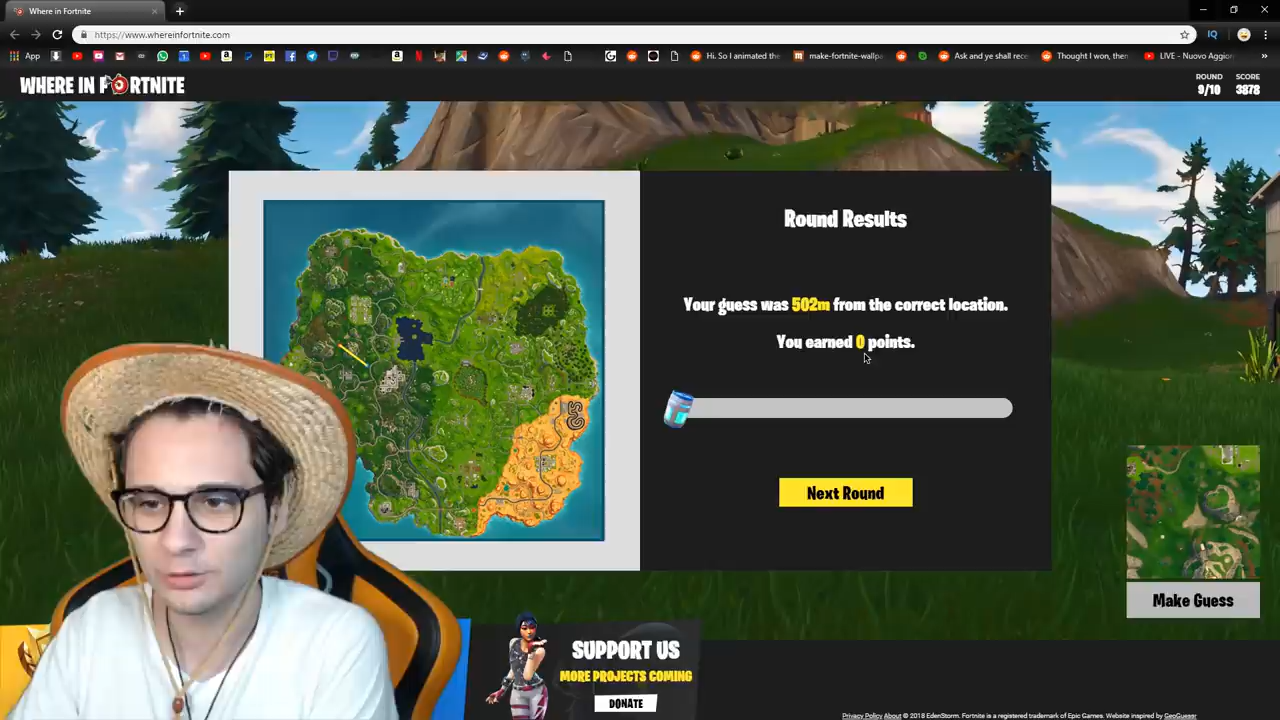 Where in Fortnite
https://www.whereinfortnite.com
App
Hi. So I animated the
make-fortnite-wallpa
Ask and ye shall rece
Thought I won, then
LIVE - Nuovo Aggior
WHERE IN FORTNITE
ROUND
9/10
SCORE
3878
Round Results
Your guess was 502m from the correct location.
You earned 0 points.
Next Round
Make Guess
SUPPORT US
MORE PROJECTS COMING
DONATE
Privacy Policy About © 2018 EdenStorm. Fortnite is a registered trademark of Epic Games. Website inspired by GeoGuessr